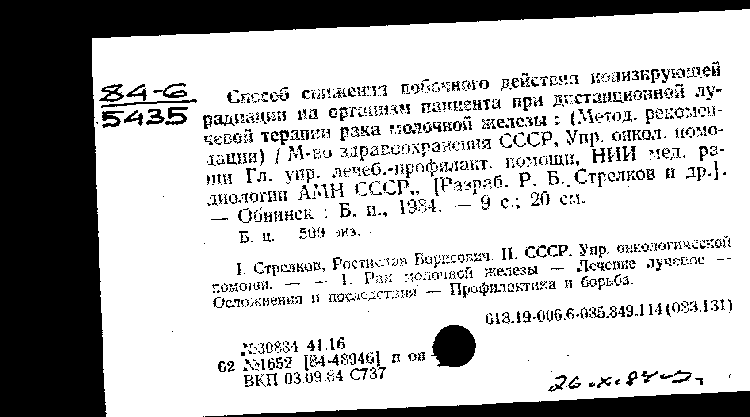 84-6
5435
Способ снижения побочного действия ионизирующей
радиации на организм пациента при дистанционной лу-
чевой терапии рака молочной железы : (Метод. рекомен-
дации) / М-во здравоохранения СССР, Упр. онкол. помо-
щи Гл. упр. лечеб.-профилакт. помощи, НИИ мед. ра-
диологии АМН СССР,, [Разраб. Р. Б. Стрелков и др.].
— Обнинск : Б. и., 1984. — 9 с.; 20 см.
Б. ц. 500 экз.
I. Стрелков, Ростислав Борисович. II. СССР. Упр. онкологической
помощи. — — 1. Рак молочной железы — Лечение лучевое —
Осложнения и последствия — Профилактика и борьба.
618.19-006.6-085.849.114(083.131)
№30834 41.16
62 №1652 [84-48946] п он
ВКП 03.09.84 С737
26.X.84